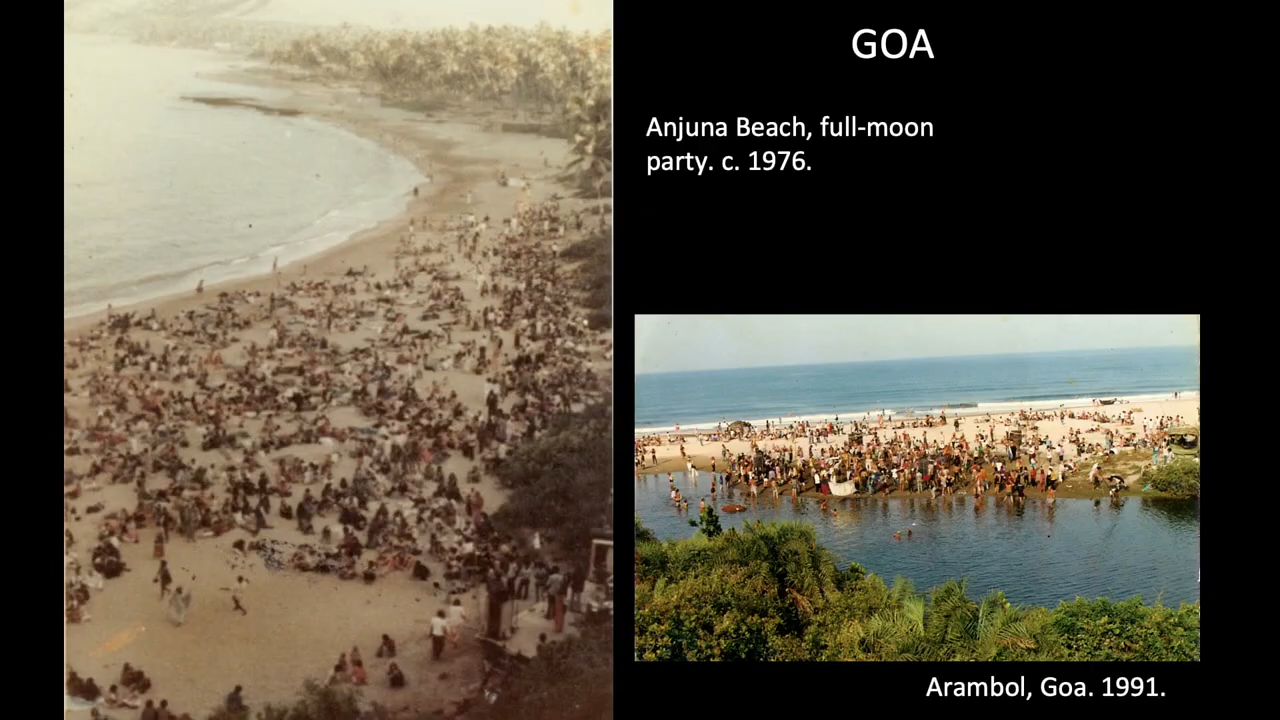 GOA
Anjuna Beach, full-moon
party. c. 1976.
Arambol, Goa. 1991.